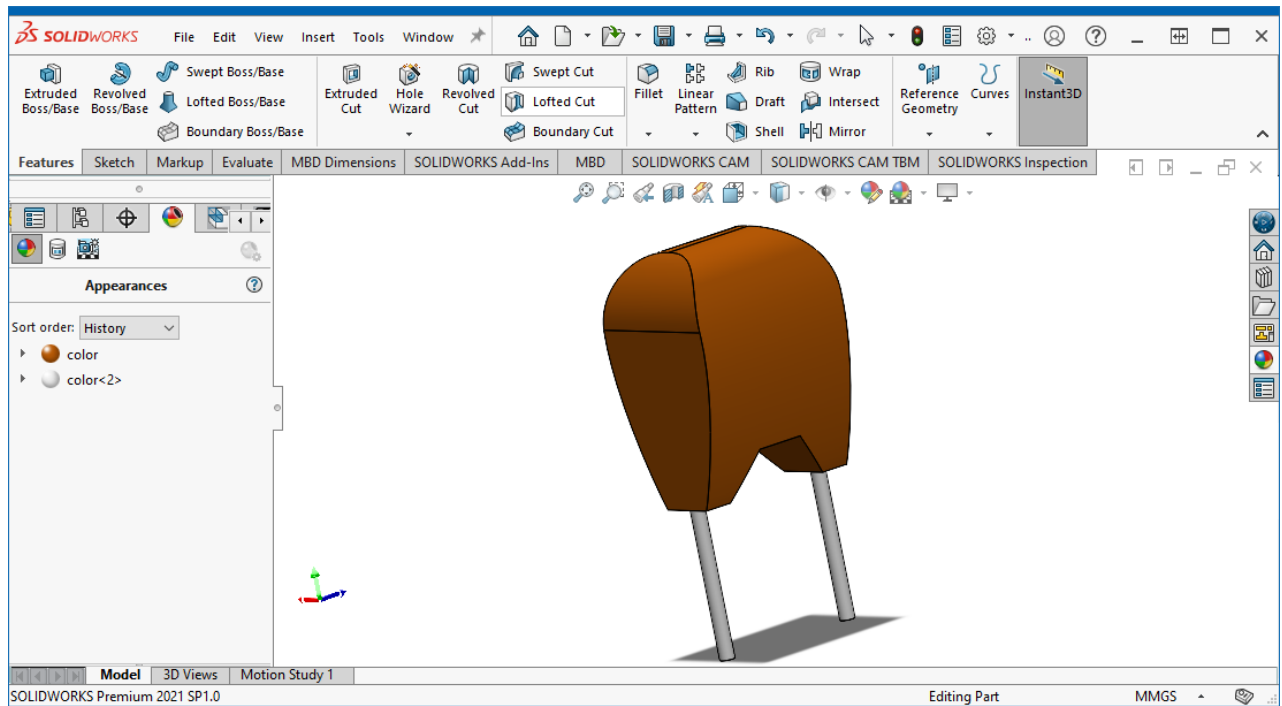 SOLIDWORKS File Edit View Insert Tools Window
Extruded Boss/Base Revolved Boss/Base Swept Boss/Base Lofted Boss/Base Boundary Boss/Base Extruded Cut Hole Wizard Revolved Cut Swept Cut Lofted Cut Boundary Cut Fillet Linear Pattern Rib Draft Shell Wrap Intersect Mirror Reference Geometry Curves Instant3D
Features Sketch Markup Evaluate MBD Dimensions SOLIDWORKS Add-Ins MBD SOLIDWORKS CAM SOLIDWORKS CAM TBM SOLIDWORKS Inspection
Appearances
Sort order: History
color
color<2>
Model 3D Views Motion Study 1
SOLIDWORKS Premium 2021 SP1.0 Editing Part MMGS